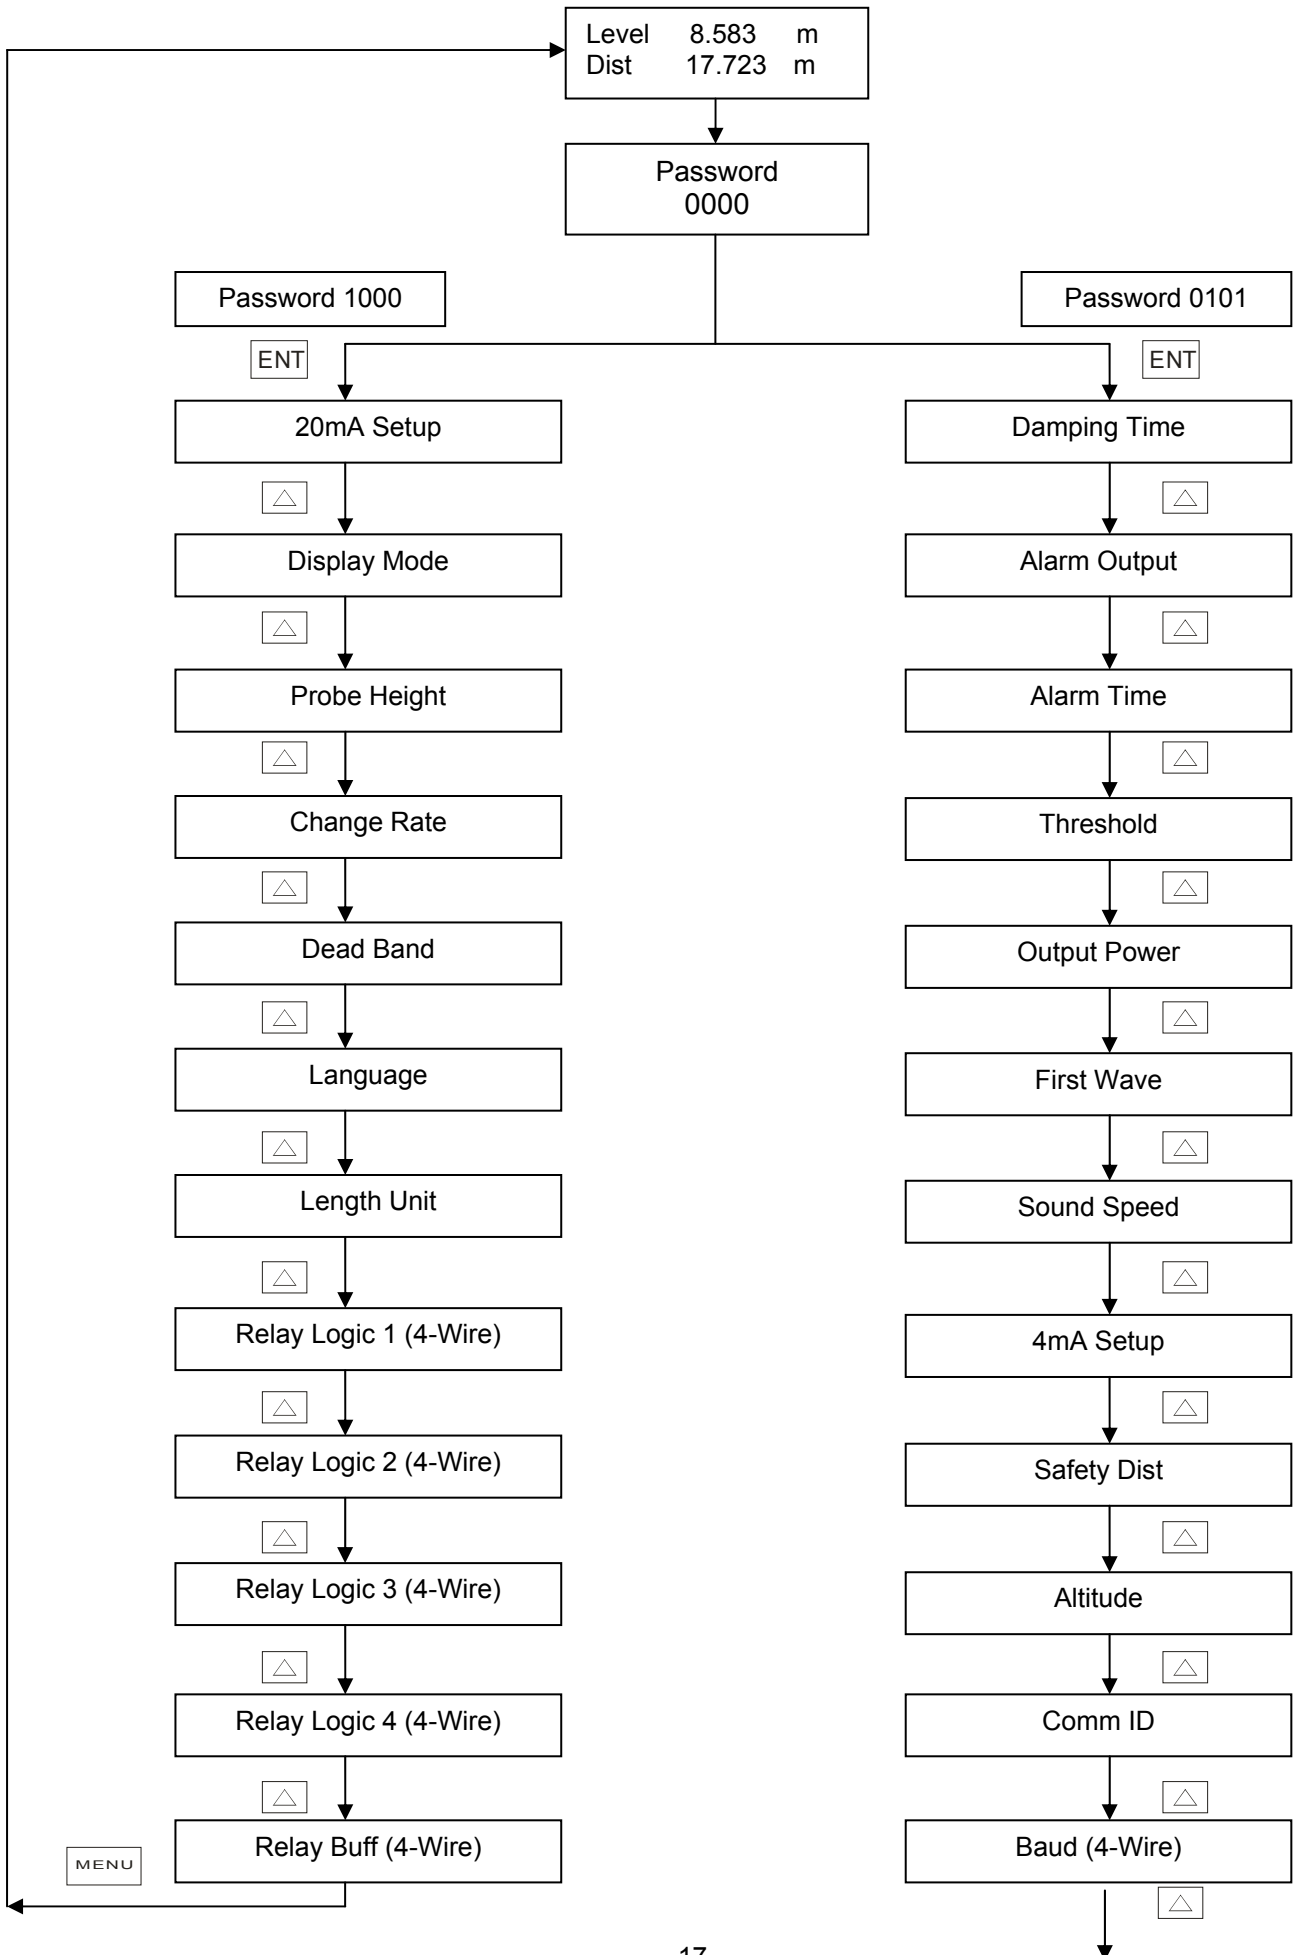 Level 8.583 m
Dist 17.723 m
Password
0000
Password 1000
Password 0101
ENT
ENT
20mA Setup
Damping Time
Display Mode
Alarm Output
Probe Height
Alarm Time
Change Rate
Threshold
Dead Band
Output Power
Language
First Wave
Length Unit
Sound Speed
Relay Logic 1 (4-Wire)
4mA Setup
Relay Logic 2 (4-Wire)
Safety Dist
Relay Logic 3 (4-Wire)
Altitude
Relay Logic 4 (4-Wire)
Comm ID
Relay Buff (4-Wire)
Baud (4-Wire)
MENU
17